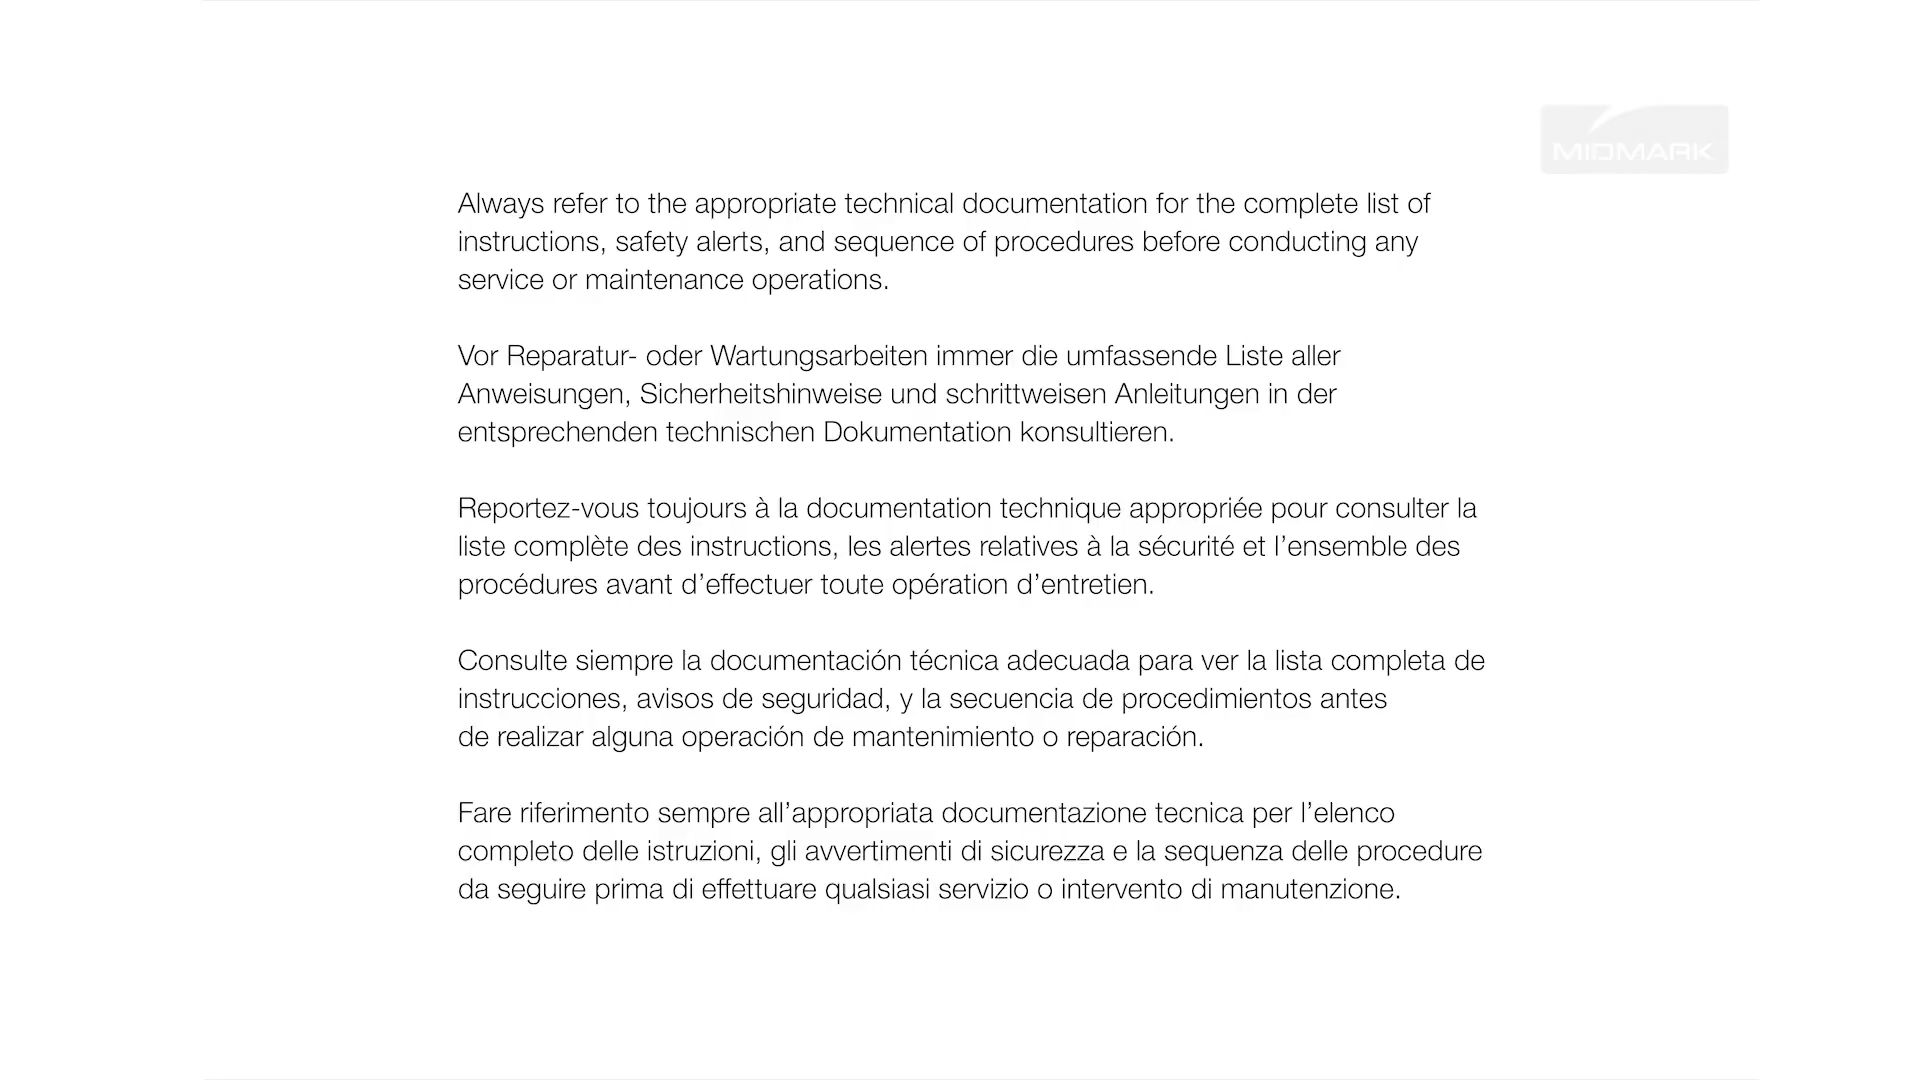 MIDMARK
Always refer to the appropriate technical documentation for the complete list of
instructions, safety alerts, and sequence of procedures before conducting any
service or maintenance operations.
Vor Reparatur- oder Wartungsarbeiten immer die umfassende Liste aller
Anweisungen, Sicherheitshinweise und schrittweisen Anleitungen in der
entsprechenden technischen Dokumentation konsultieren.
Reportez-vous toujours à la documentation technique appropriée pour consulter la
liste complète des instructions, les alertes relatives à la sécurité et l’ensemble des
procédures avant d’effectuer toute opération d’entretien.
Consulte siempre la documentación técnica adecuada para ver la lista completa de
instrucciones, avisos de seguridad, y la secuencia de procedimientos antes
de realizar alguna operación de mantenimiento o reparación.
Fare riferimento sempre all’appropriata documentazione tecnica per l’elenco
completo delle istruzioni, gli avvertimenti di sicurezza e la sequenza delle procedure
da seguire prima di effettuare qualsiasi servizio o intervento di manutenzione.